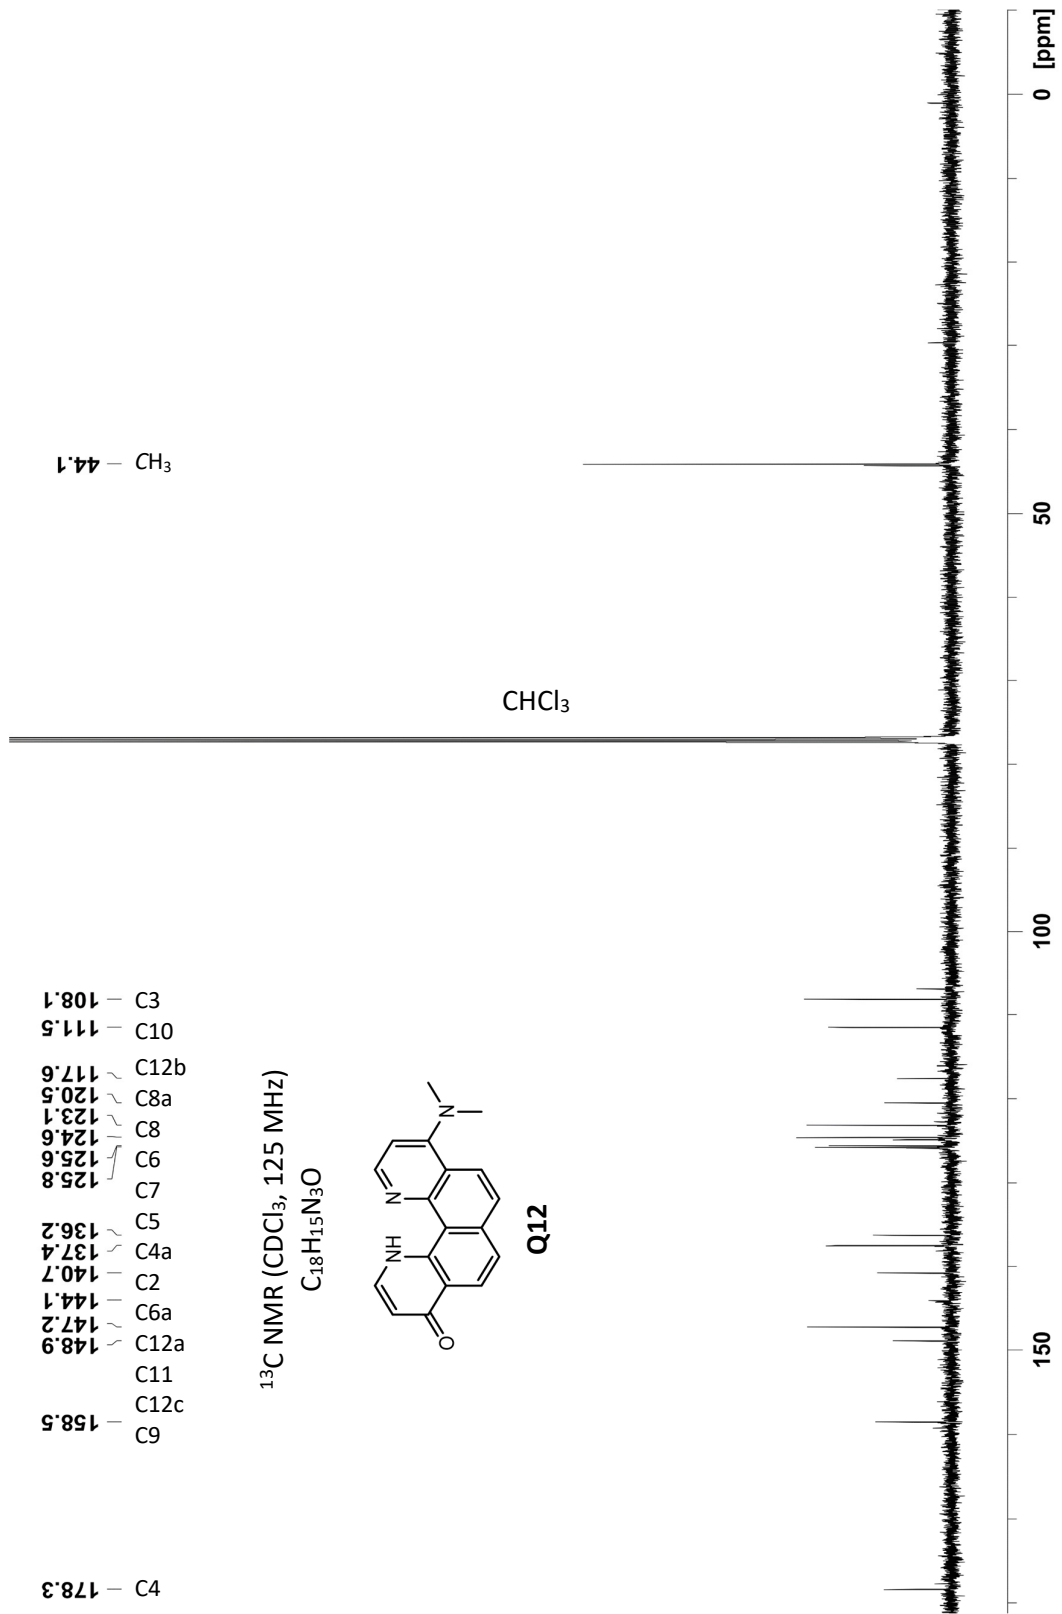 44.1 CH₃
CHCl₃
108.1
111.5
117.6
120.5
123.1
124.6
125.6
125.8
136.2
137.4
140.7
144.1
147.2
148.9
158.5
178.3
C3
C10
C12b
C8a
C8
C6
C7
C5
C4a
C2
C6a
C12a
C11
C12c
C9
C4
¹³C NMR (CDCl₃, 125 MHz)
C₁₈H₁₅N₃O
N
N
NH
O
Q12
150
100
50
0 [ppm]